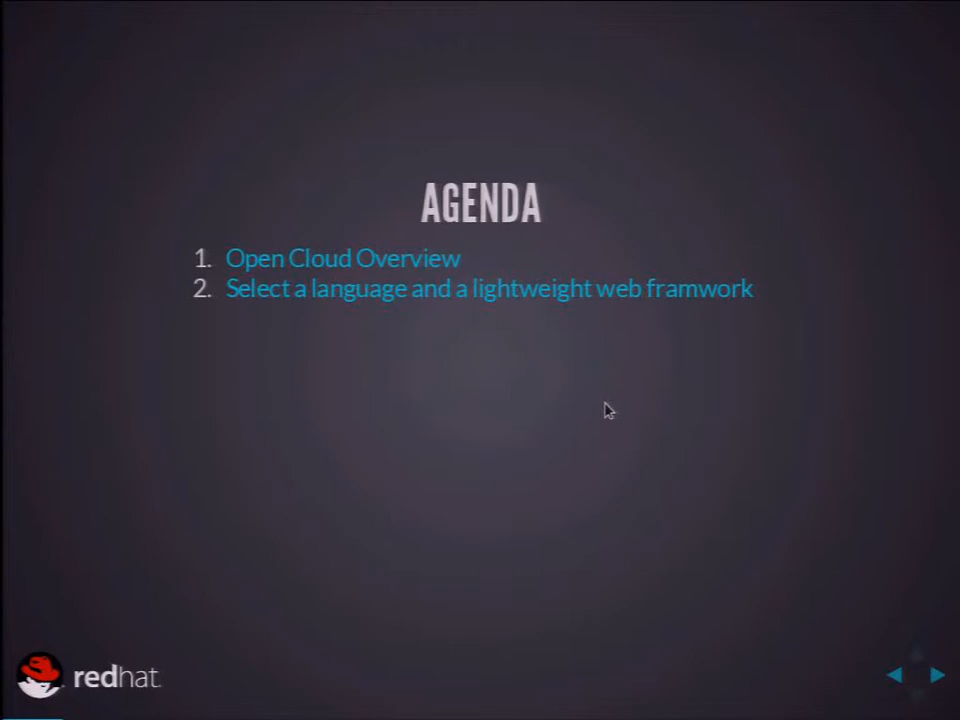 AGENDA
1. Open Cloud Overview
2. Select a language and a lightweight web framwork
redhat.